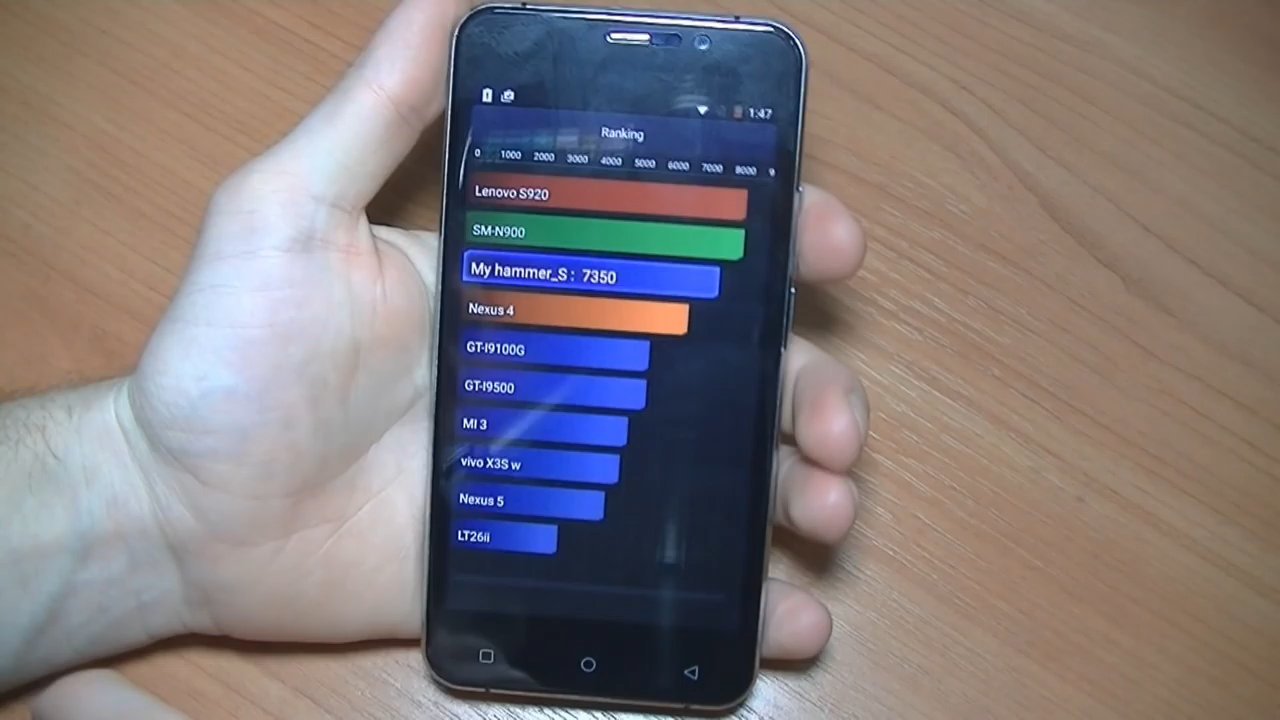 1:47
Ranking
0 1000 2000 3000 4000 5000 6000 7000 8000 9
Lenovo S920
SM-N900
My hammer_S : 7350
Nexus 4
GT-I9100G
GT-I9500
MI 3
vivo X3S w
Nexus 5
LT26ii